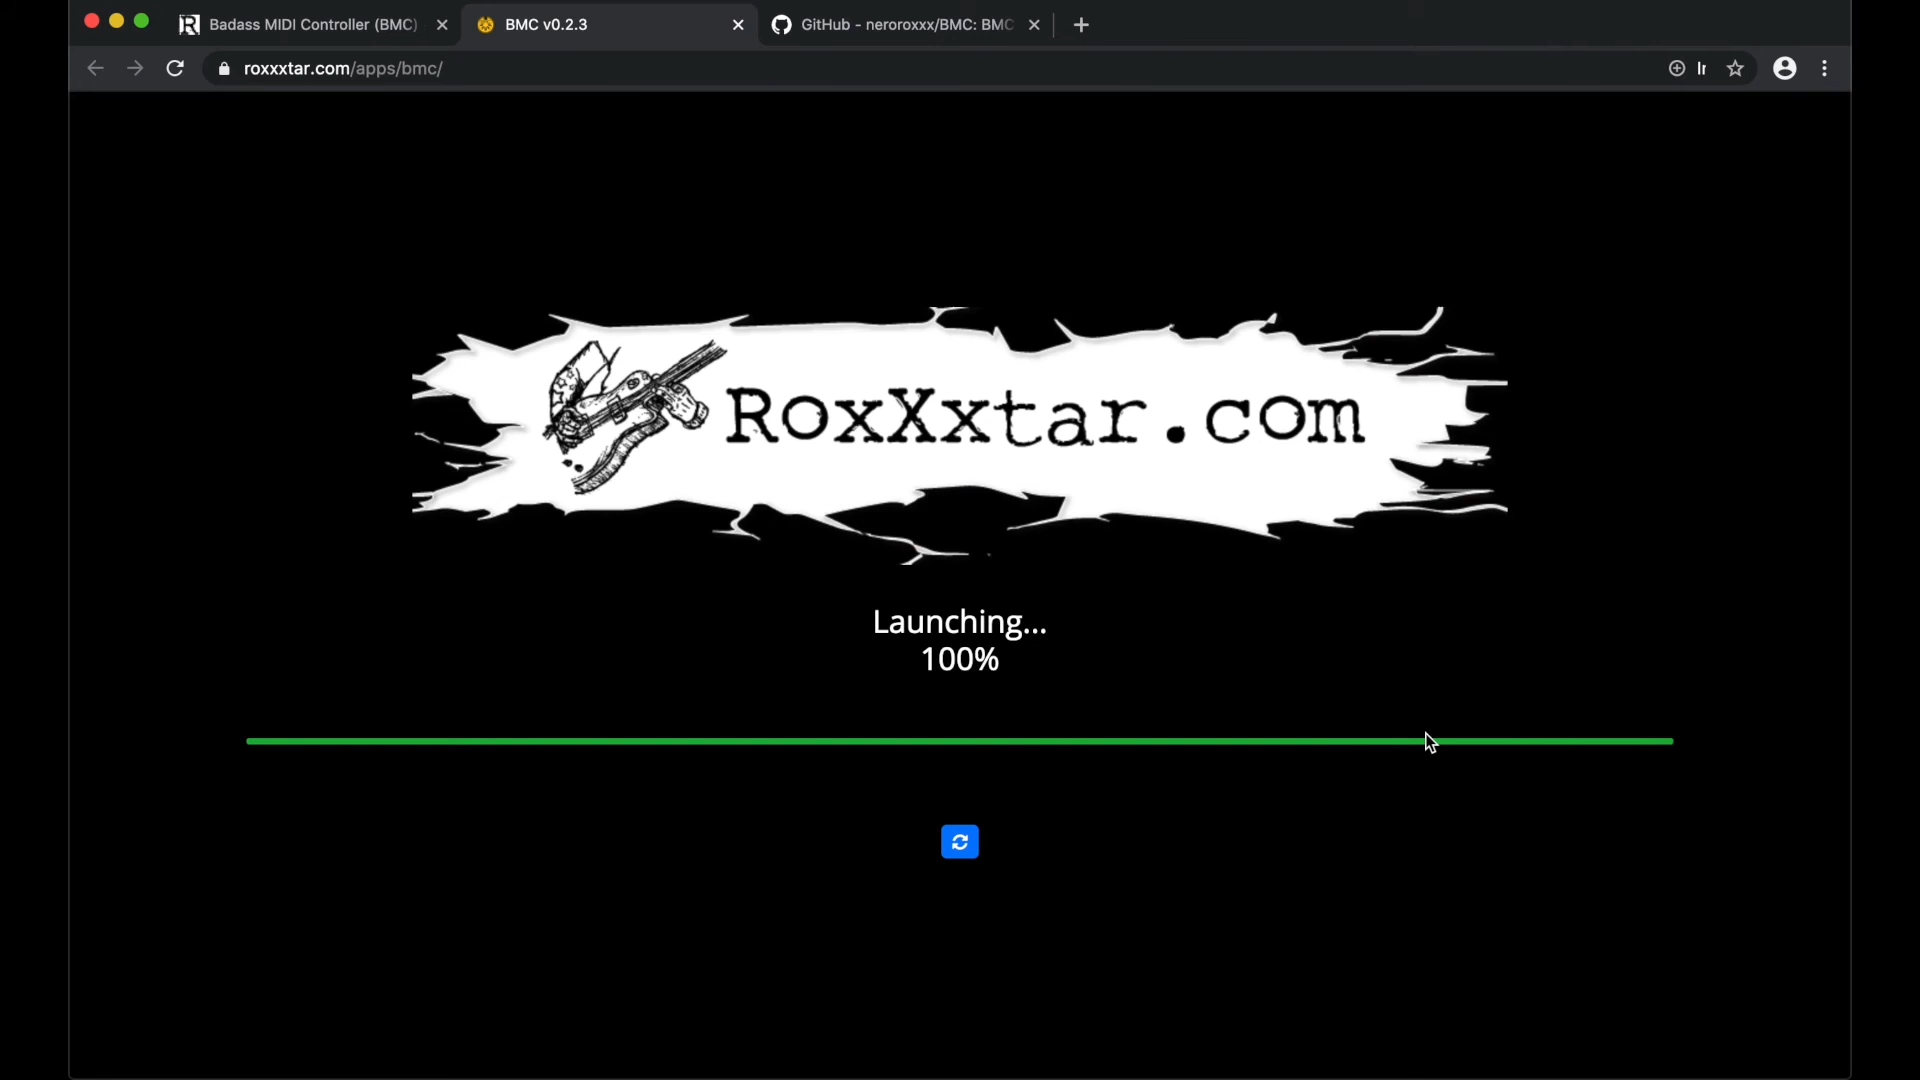 Badass MIDI Controller (BMC)
BMC v0.2.3
GitHub - neroroxxx/BMC: BMC
roxxxtar.com/apps/bmc/
RoxXxtar.com
Launching...
100%